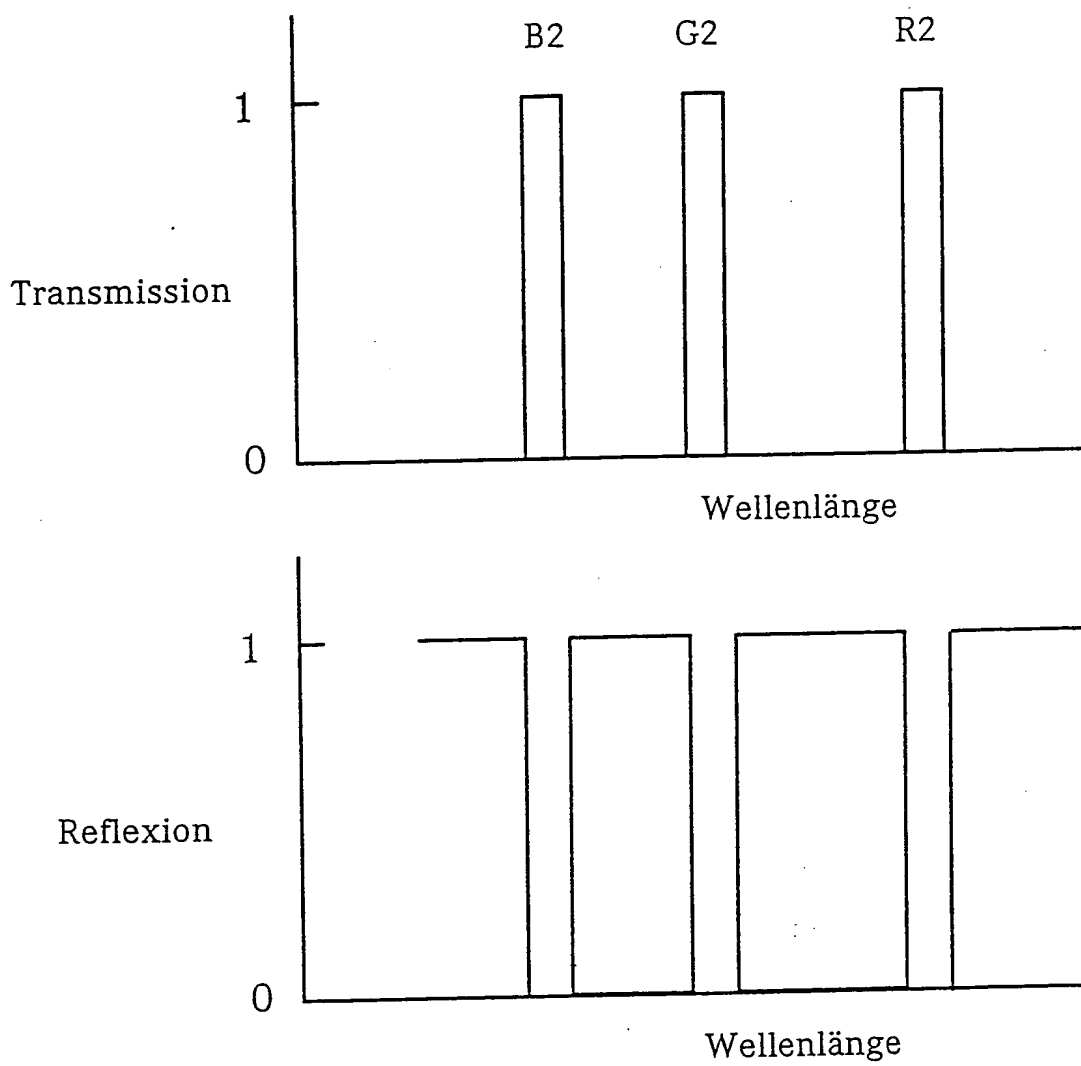 B2 G2 R2
1
Transmission
0
Wellenlänge
1
Reflexion
0
Wellenlänge